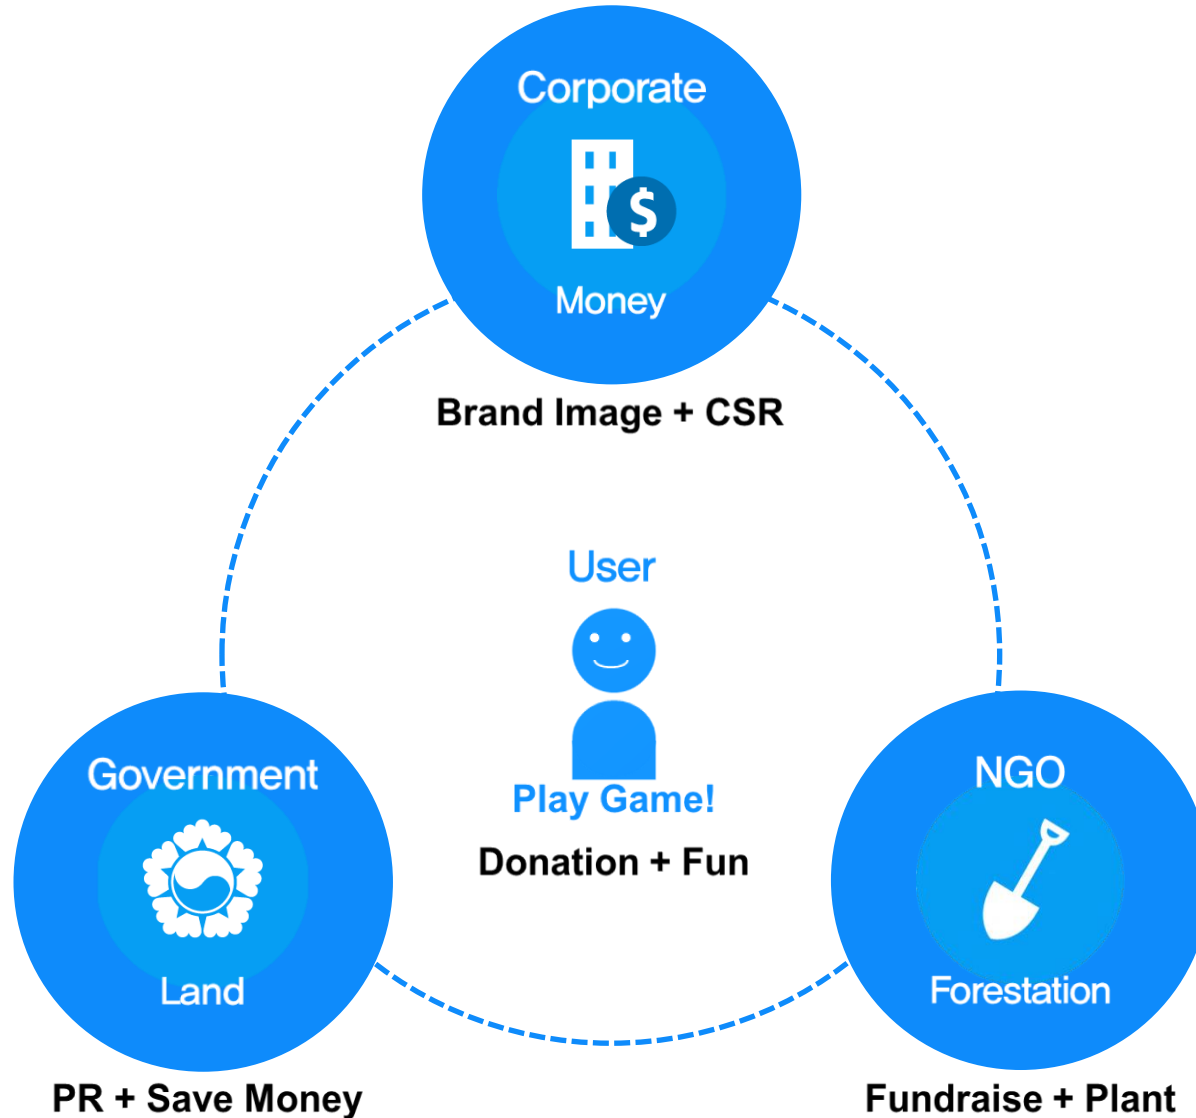 Corporate
$
Money
Brand Image + CSR
User
Play Game!
Donation + Fun
Government
Land
PR + Save Money
NGO
Forestation
Fundraise + Plant